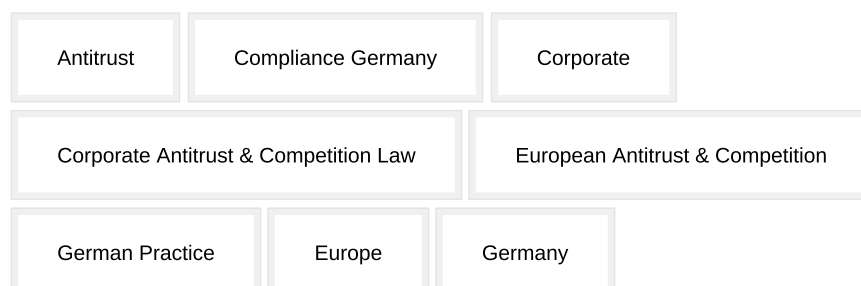 Antitrust Compliance Germany Corporate
Corporate Antitrust & Competition Law European Antitrust & Competition
German Practice Europe Germany